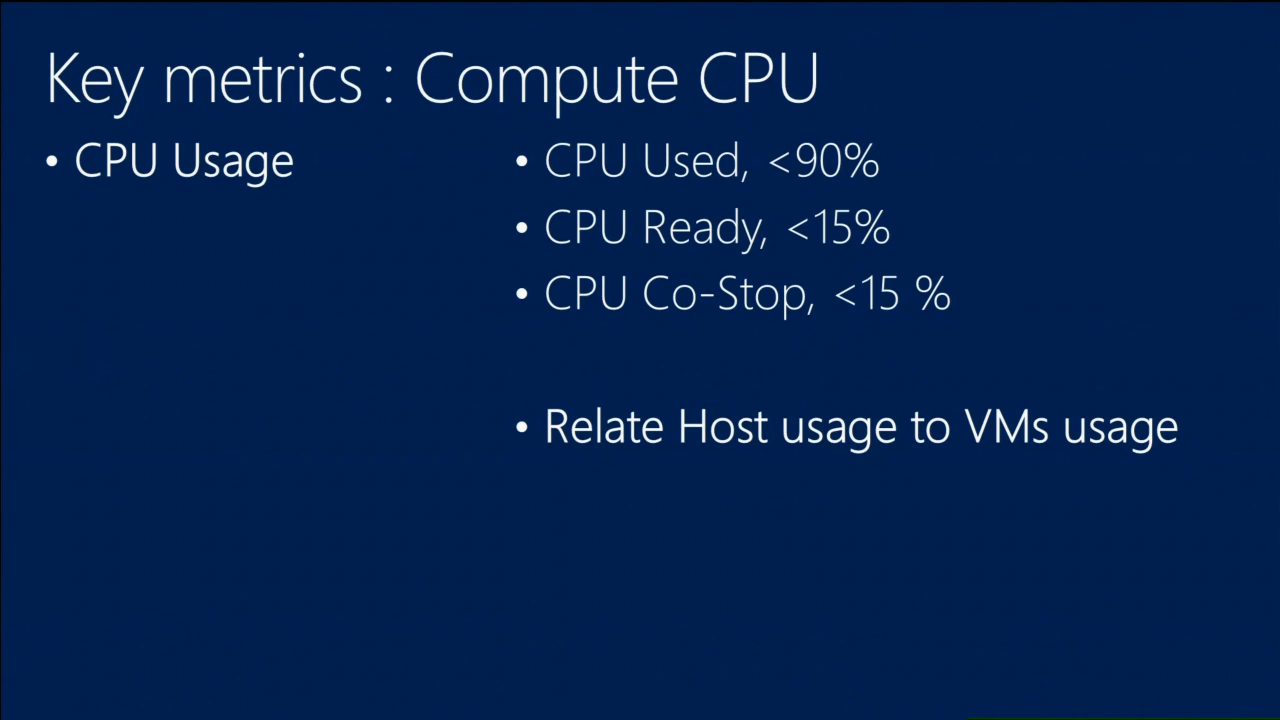 Key metrics : Compute CPU
• CPU Usage
• CPU Used, <90%
• CPU Ready, <15%
• CPU Co-Stop, <15 %
• Relate Host usage to VMs usage